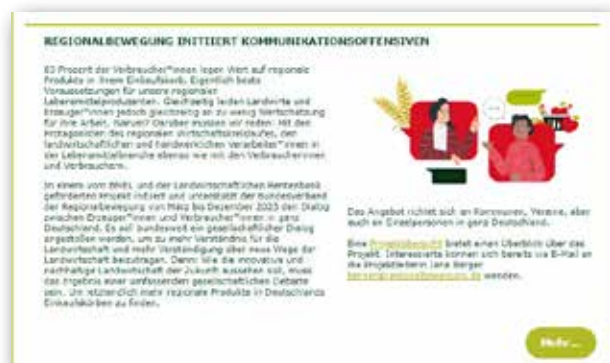 REGIONALBEWEGUNG INITIIERT KOMMUNIKATIONSOFFENSIVEN
83 Prozent der Verbraucher*innen legen Wert auf regionale
Produkte in ihrem Einkaufskorb. Eigentlich beste
Voraussetzungen für unsere regionalen
Lebensmittelproduzenten. Gleichzeitig leiden Landwirte und
Erzeuger*innen jedoch gleichzeitig an zu wenig Wertschätzung
für ihre Arbeit. Warum? Darüber müssen wir reden: Mit den
Protagonisten des regionalen Wirtschaftskreislaufes, den
landwirtschaftlichen und handwerklichen Verarbeiter*innen in
der Lebensmittelbranche ebenso wie mit den Verbraucherinnen
und Verbrauchern.
In einem vom BMEL und der Landwirtschaftlichen Rentenbank
geförderten Projekt initiiert und unterstützt der Bundesverband
der Regionalbewegung von März bis Dezember 2023 den Dialog
zwischen Erzeuger*innen und Verbraucher*innen in ganz
Deutschland. Es soll bundesweit ein gesellschaftlicher Dialog
angestoßen werden, um zu mehr Verständnis für die
Landwirtschaft und mehr Verständigung über neue Wege der
Landwirtschaft beizutragen. Denn: Wie die innovative und
nachhaltige Landwirtschaft der Zukunft aussehen soll, muss
das Ergebnis einer umfassenden gesellschaftlichen Debatte
sein. Um letztendlich mehr regionale Produkte in Deutschlands
Einkaufskörben zu finden.
Das Angebot richtet sich an Kommunen, Vereine, aber
auch an Einzelpersonen in ganz Deutschland.
Eine Projektübersicht bietet einen Überblick über das
Projekt. Interessierte können sich bereits via E-Mail an
die Projektleiterin Jana Berger
berger@regionalbewegung.de wenden.
Mehr ...